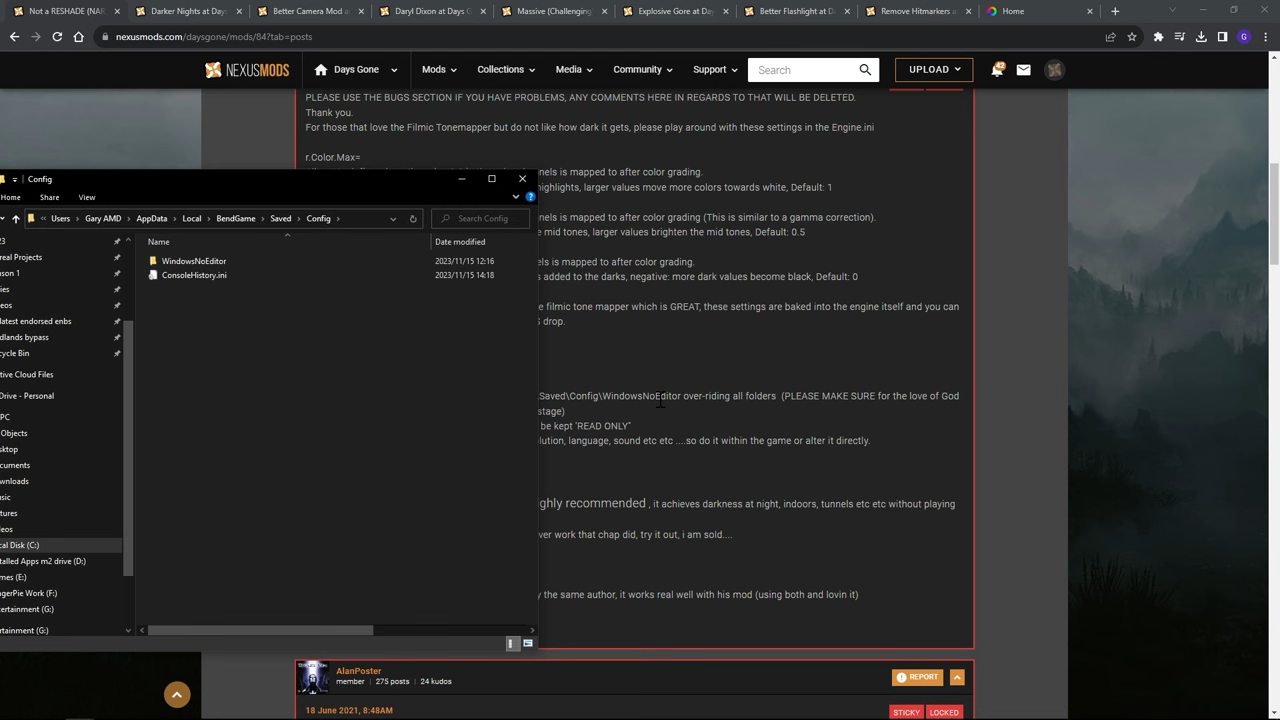 Not a RESHADE (NAR
Darker Nights at Days
Better Camera Mod a
Daryl Dixon at Days G
Massive (Challenging)
Explosive Gore at Da
Better Flashlight at D
Remove Hitmarkers a
Home
nexusmods.com/daysgone/mods/84?tab=posts
G
NEXUSMODS
Days Gone
Mods
Collections
Media
Community
Support
Search
UPLOAD
42
PLEASE USE THE BUGS SECTION IF YOU HAVE PROBLEMS, ANY COMMENTS HERE IN REGARDS TO THAT WILL BE DELETED.
Thank you.
For those that love the Filmic Tonemapper but do not like how dark it gets, please play around with these settings in the Engine.ini
r.Color.Max=
nnels is mapped to after color grading.
highlights, larger values move more colors towards white, Default: 1
nnels is mapped to after color grading (This is similar to a gamma correction).
he mid tones, larger values brighten the mid tones, Default: 0.5
nels is mapped to after color grading.
s added to the darks, negative: more dark values become black, Default: 0
e filmic tone mapper which is GREAT, these settings are baked into the engine itself and you can
S drop.
Saved\Config\WindowsNoEditor over-riding all folders (PLEASE MAKE SURE for the love of God
stage)
be kept 'READ ONLY"
olution, language, sound etc etc ....so do it within the game or alter it directly.
ghly recommended , it achieves darkness at night, indoors, tunnels etc etc without playing
ver work that chap did, try it out, i am sold....
y the same author, it works real well with his mod (using both and lovin it)
Config
Home
Share
View
Users
Gary AMD
AppData
Local
BendGame
Saved
Config
Search Config
Name
Date modified
WindowsNoEditor
2023/11/15 12:16
ConsoleHistory.ini
2023/11/15 14:18
23
real Projects
ason 1
ies
eos
latest endorsed enbs
dlands bypass
cycle Bin
eative Cloud Files
Drive - Personal
PC
Objects
sktop
cuments
wnloads
usic
tures
deos
cal Disk (C:)
stalled Apps m2 drive (D:)
mes (E:)
ngerPie Work (F:)
tertainment (G:)
rtainment (G:)
AlanPoster
member | 275 posts | 24 kudos
REPORT
18 June 2021, 8:48AM
STICKY
LOCKED